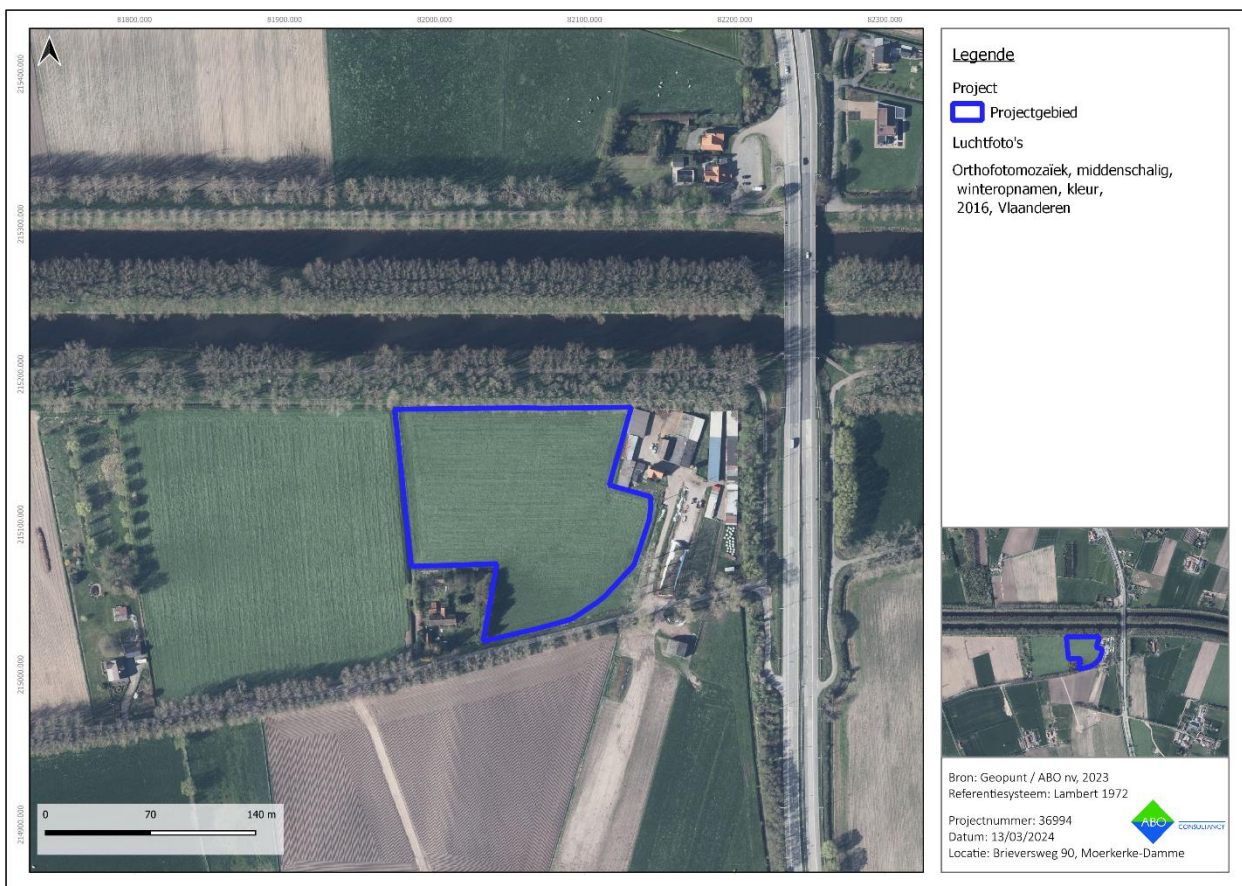 81800.000 81900.000 82000.000 82100.000 82200.000 82300.000
215400.000
215300.000
215200.000
215100.000
215000.000
214900.000
0 70 140 m
Legende
Project
Projectgebied
Luchtfoto's
Orthofotomozaïek, middenschalig,
winteropnamen, kleur,
2016, Vlaanderen
Bron: Geopunt / ABO nv, 2023
Referentiesysteem: Lambert 1972
Projectnummer: 36994
Datum: 13/03/2024
Locatie: Brieversweg 90, Moerkerke-Damme
ABO
CONSULTANCY